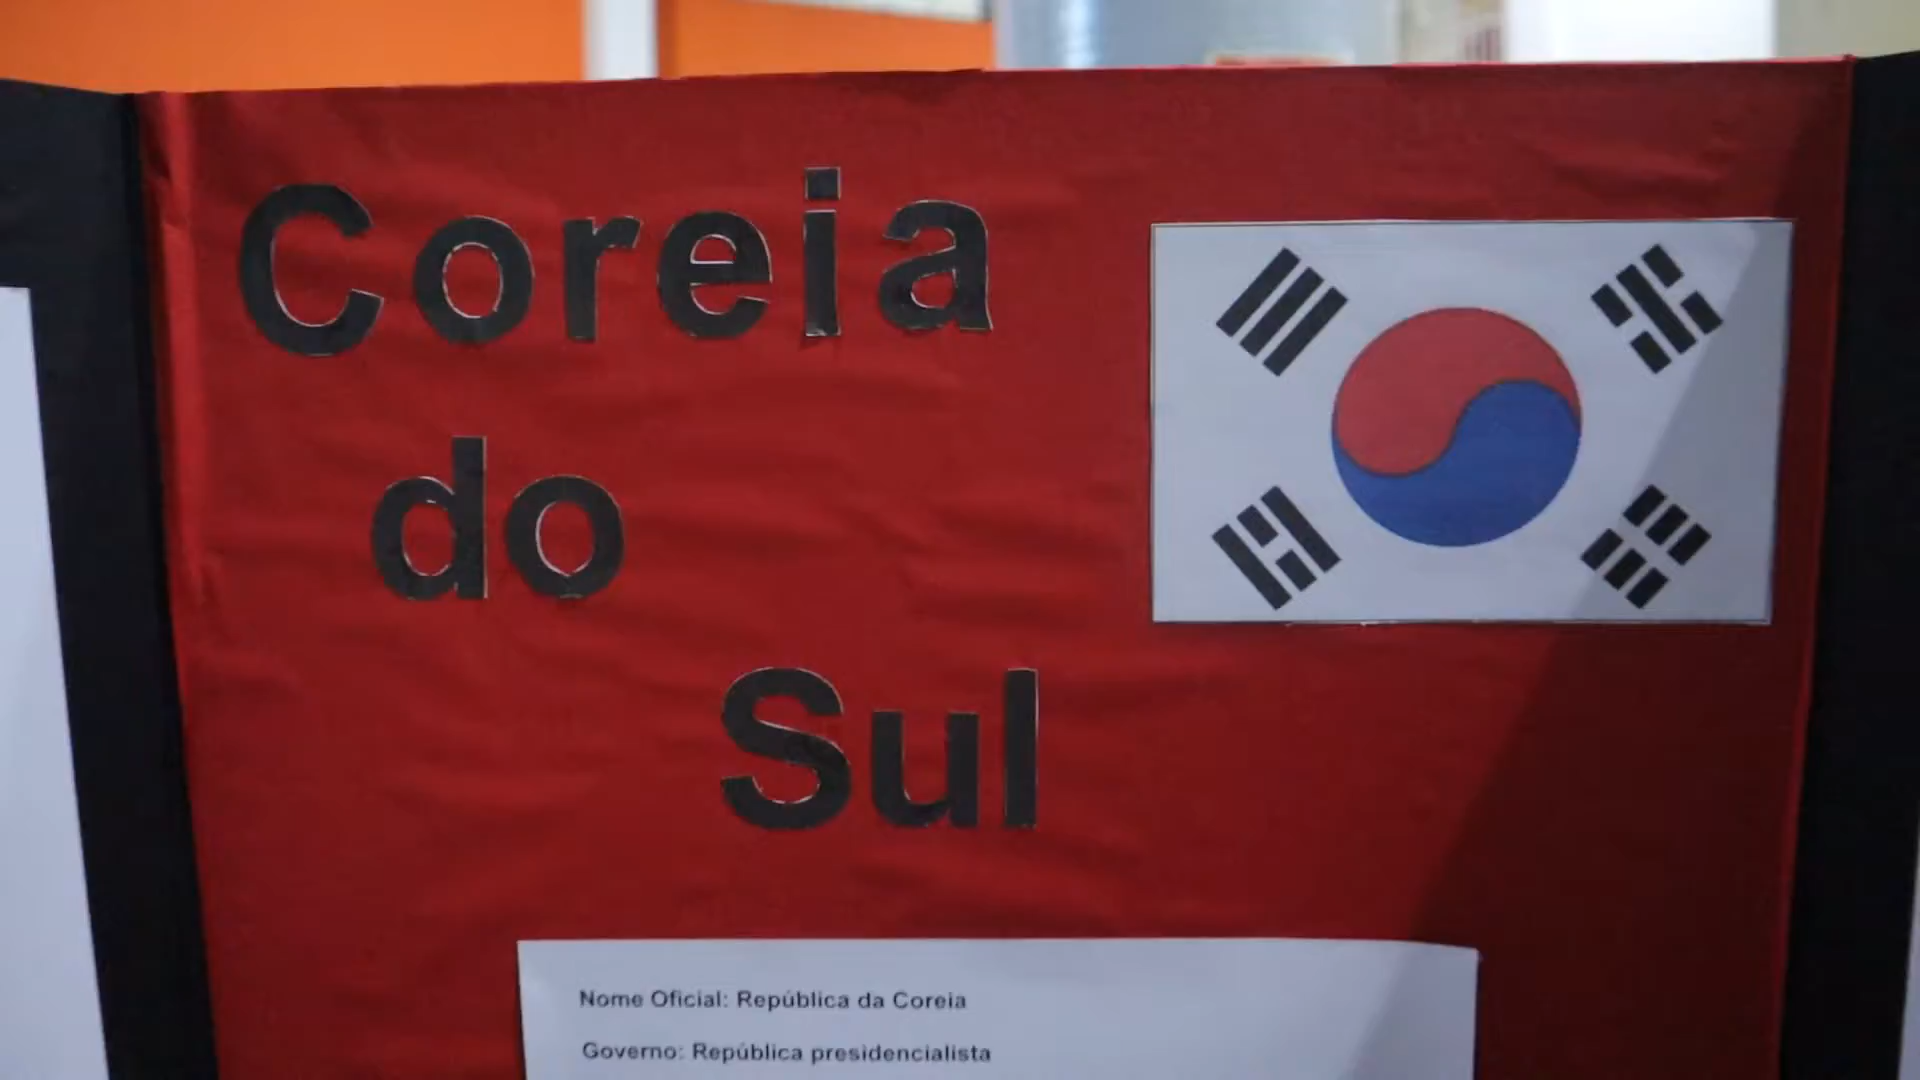 Coreia
do
Sul
Nome Oficial: República da Coreia
Governo: República presidencialista